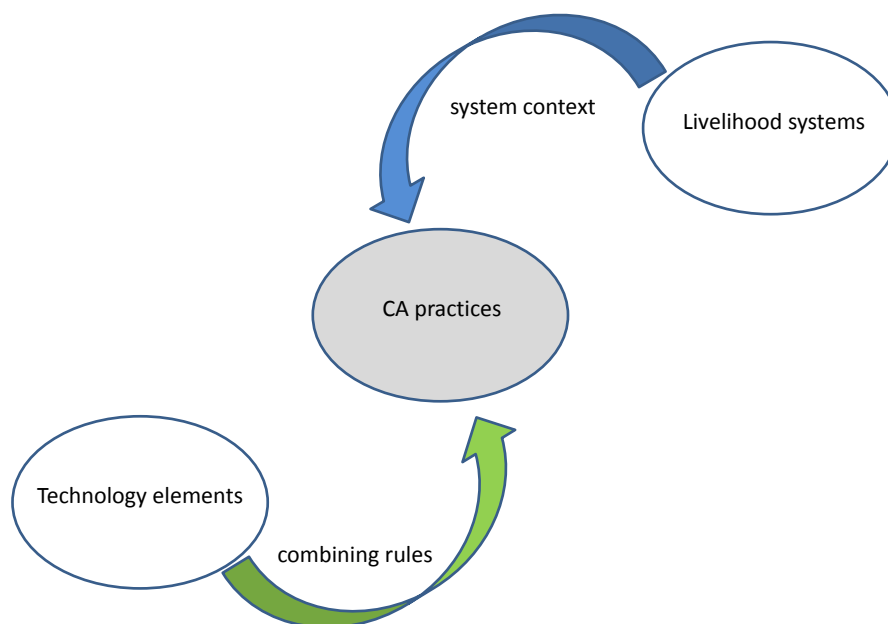 system context
Livelihood systems
CA practices
Technology elements
combining rules